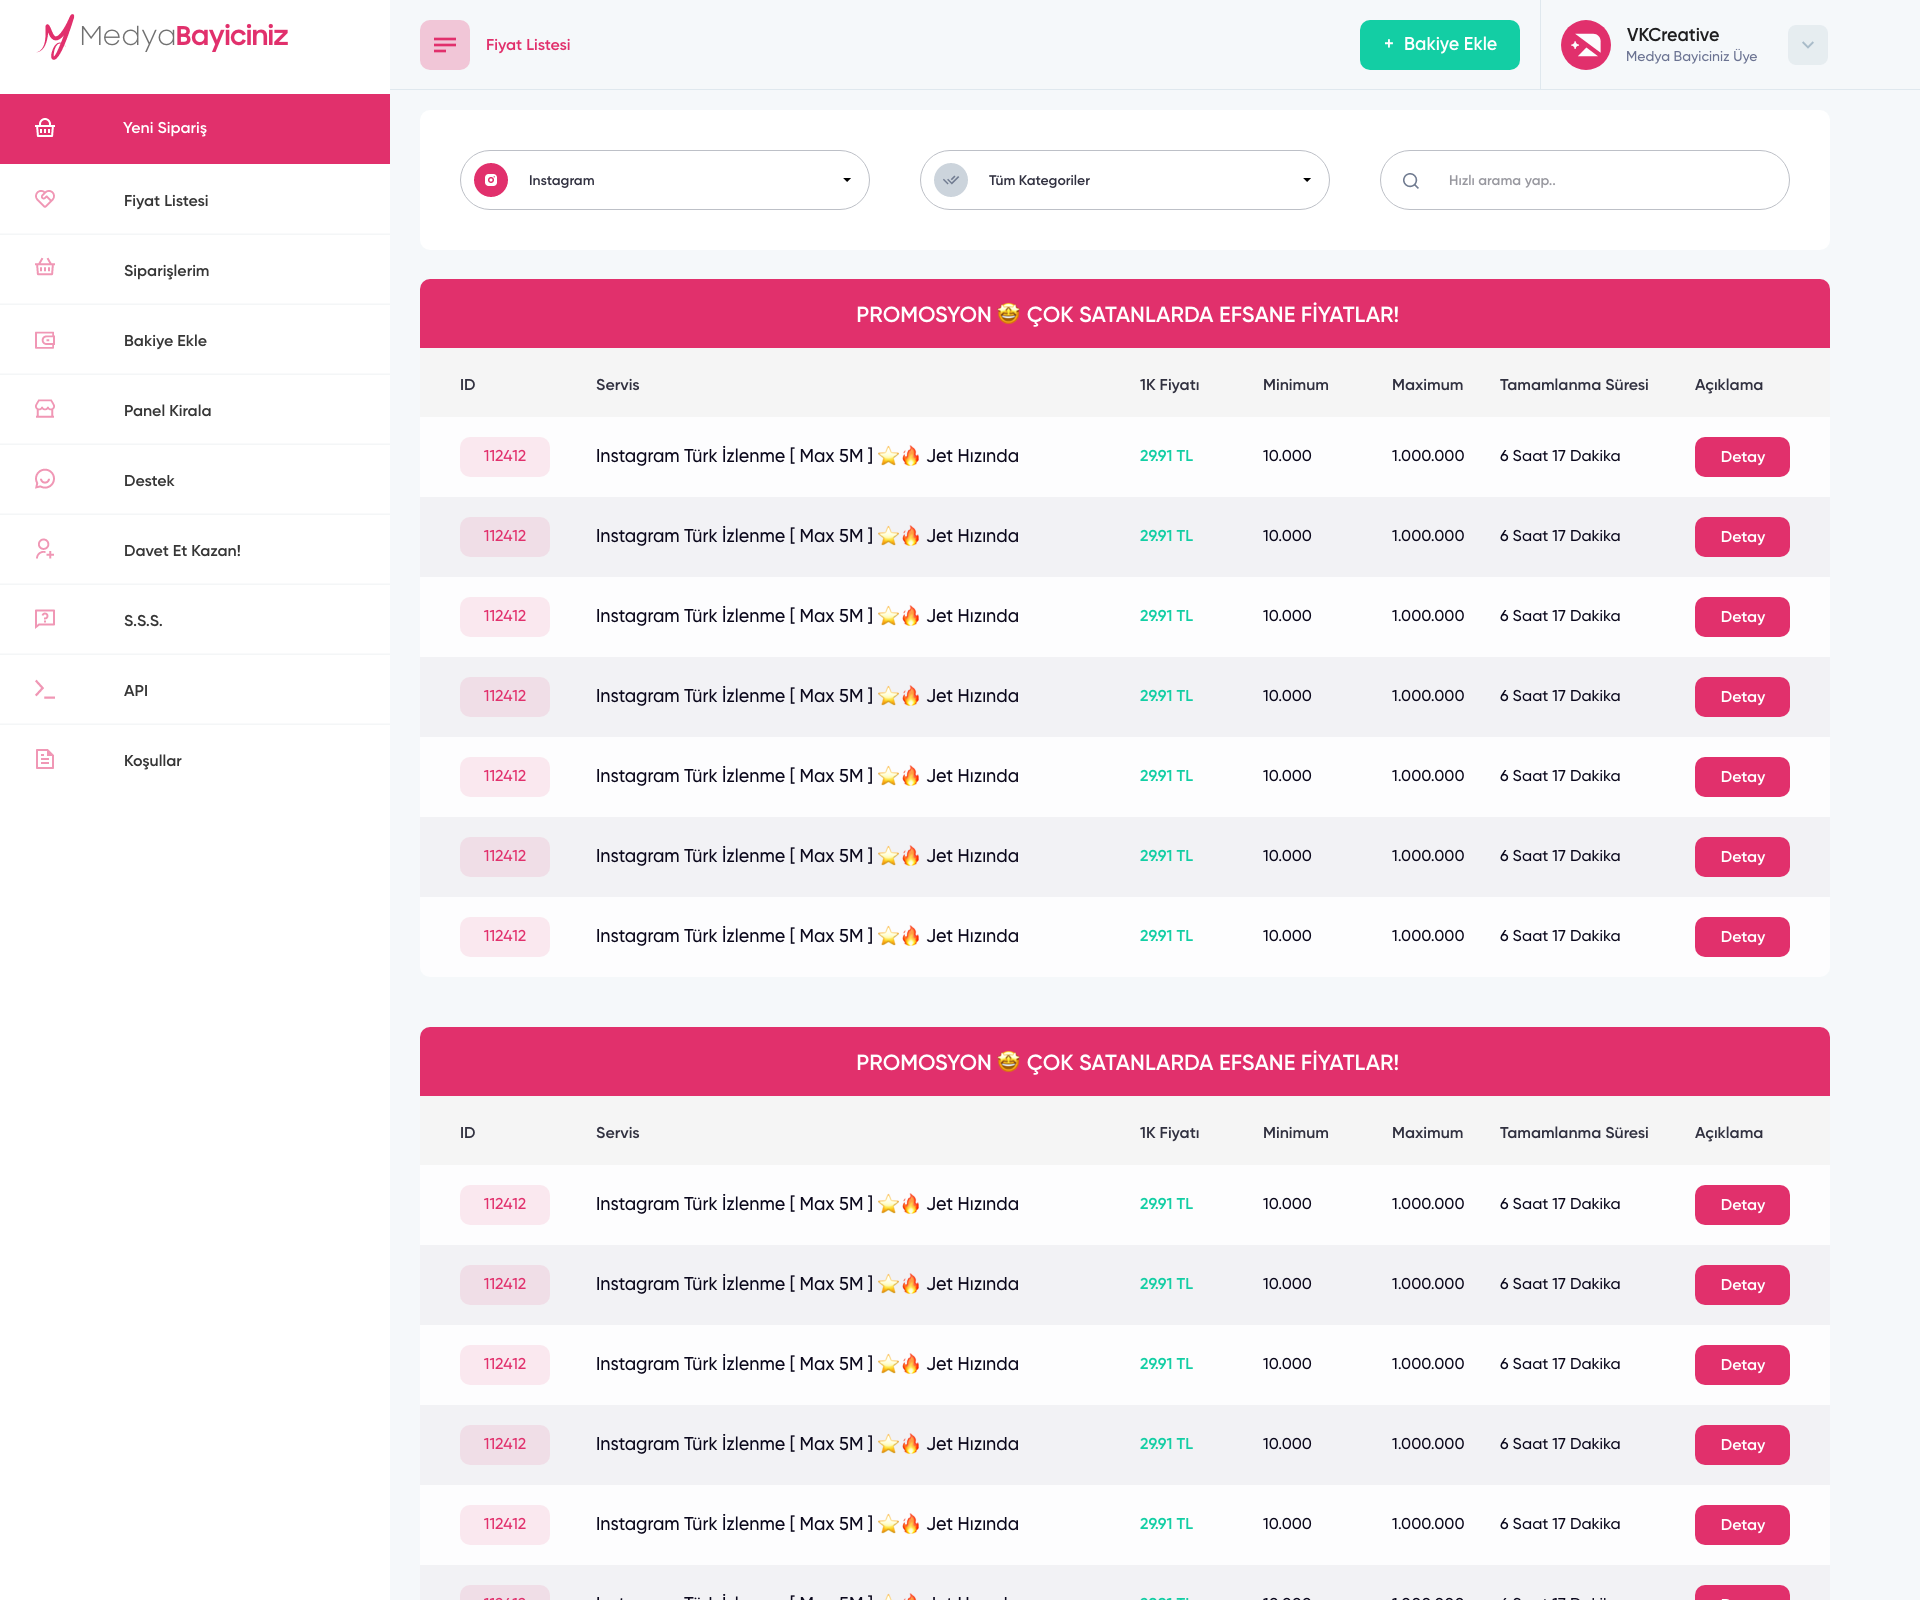 MedyaBayiciniz
Fiyat Listesi
+ Bakiye Ekle
VKCreative
Medya Bayiciniz Üye
Yeni Sipariş
Fiyat Listesi
Siparişlerim
Bakiye Ekle
Panel Kirala
Destek
Davet Et Kazan!
S.S.S.
API
Koşullar
Instagram
Tüm Kategoriler
Hızlı arama yap..
PROMOSYON 🤩 ÇOK SATANLARDA EFSANE FİYATLAR!
ID Servis 1K Fiyatı Minimum Maximum Tamamlanma Süresi Açıklama
112412 Instagram Türk İzlenme [ Max 5M ] ⭐🔥 Jet Hızında 29.91 TL 10.000 1.000.000 6 Saat 17 Dakika Detay
112412 Instagram Türk İzlenme [ Max 5M ] ⭐🔥 Jet Hızında 29.91 TL 10.000 1.000.000 6 Saat 17 Dakika Detay
112412 Instagram Türk İzlenme [ Max 5M ] ⭐🔥 Jet Hızında 29.91 TL 10.000 1.000.000 6 Saat 17 Dakika Detay
112412 Instagram Türk İzlenme [ Max 5M ] ⭐🔥 Jet Hızında 29.91 TL 10.000 1.000.000 6 Saat 17 Dakika Detay
112412 Instagram Türk İzlenme [ Max 5M ] ⭐🔥 Jet Hızında 29.91 TL 10.000 1.000.000 6 Saat 17 Dakika Detay
112412 Instagram Türk İzlenme [ Max 5M ] ⭐🔥 Jet Hızında 29.91 TL 10.000 1.000.000 6 Saat 17 Dakika Detay
112412 Instagram Türk İzlenme [ Max 5M ] ⭐🔥 Jet Hızında 29.91 TL 10.000 1.000.000 6 Saat 17 Dakika Detay
PROMOSYON 🤩 ÇOK SATANLARDA EFSANE FİYATLAR!
ID Servis 1K Fiyatı Minimum Maximum Tamamlanma Süresi Açıklama
112412 Instagram Türk İzlenme [ Max 5M ] ⭐🔥 Jet Hızında 29.91 TL 10.000 1.000.000 6 Saat 17 Dakika Detay
112412 Instagram Türk İzlenme [ Max 5M ] ⭐🔥 Jet Hızında 29.91 TL 10.000 1.000.000 6 Saat 17 Dakika Detay
112412 Instagram Türk İzlenme [ Max 5M ] ⭐🔥 Jet Hızında 29.91 TL 10.000 1.000.000 6 Saat 17 Dakika Detay
112412 Instagram Türk İzlenme [ Max 5M ] ⭐🔥 Jet Hızında 29.91 TL 10.000 1.000.000 6 Saat 17 Dakika Detay
112412 Instagram Türk İzlenme [ Max 5M ] ⭐🔥 Jet Hızında 29.91 TL 10.000 1.000.000 6 Saat 17 Dakika Detay